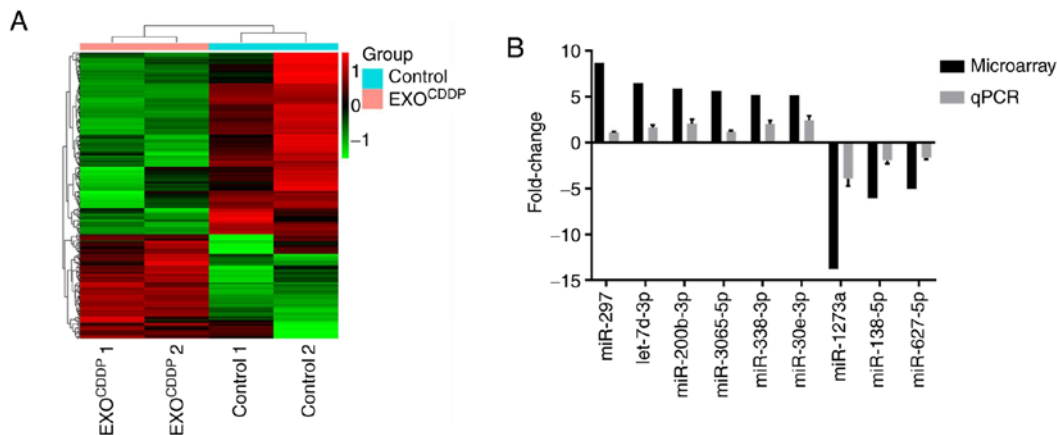 A
Group
Control
EXO^CDDP
1
0
−1
EXO^CDDP 1
EXO^CDDP 2
Control 1
Control 2
B
Microarray
qPCR
Fold-change
10
5
0
−5
−10
−15
miR-297
let-7d-3p
miR-200b-3p
miR-3065-5p
miR-338-3p
miR-30e-3p
miR-1273a
miR-138-5p
miR-627-5p